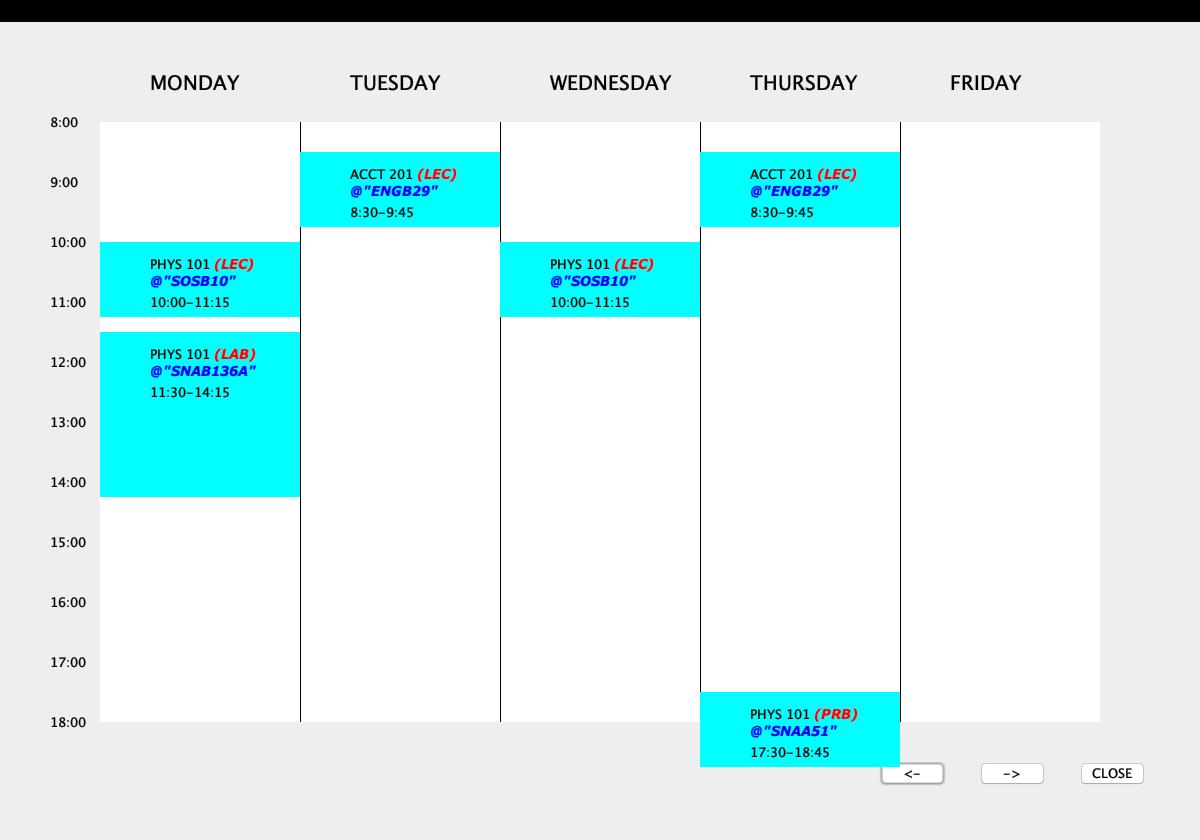 MONDAY TUESDAY WEDNESDAY THURSDAY FRIDAY
8:00
ACCT 201 (LEC) ACCT 201 (LEC)
9:00
@"ENGB29" @"ENGB29"
8:30-9:45 8:30-9:45
10:00
PHYS 101 (LEC) PHYS 101 (LEC)
@"SOSB10" @"SOSB10"
11:00 10:00-11:15 10:00-11:15
PHYS 101 (LAB)
12:00
@"SNAB136A"
11:30-14:15
13:00
14:00
15:00
16:00
17:00
PHYS 101 (PRB)
18:00
@"SNAA51"
17:30-18:45
<- -> CLOSE